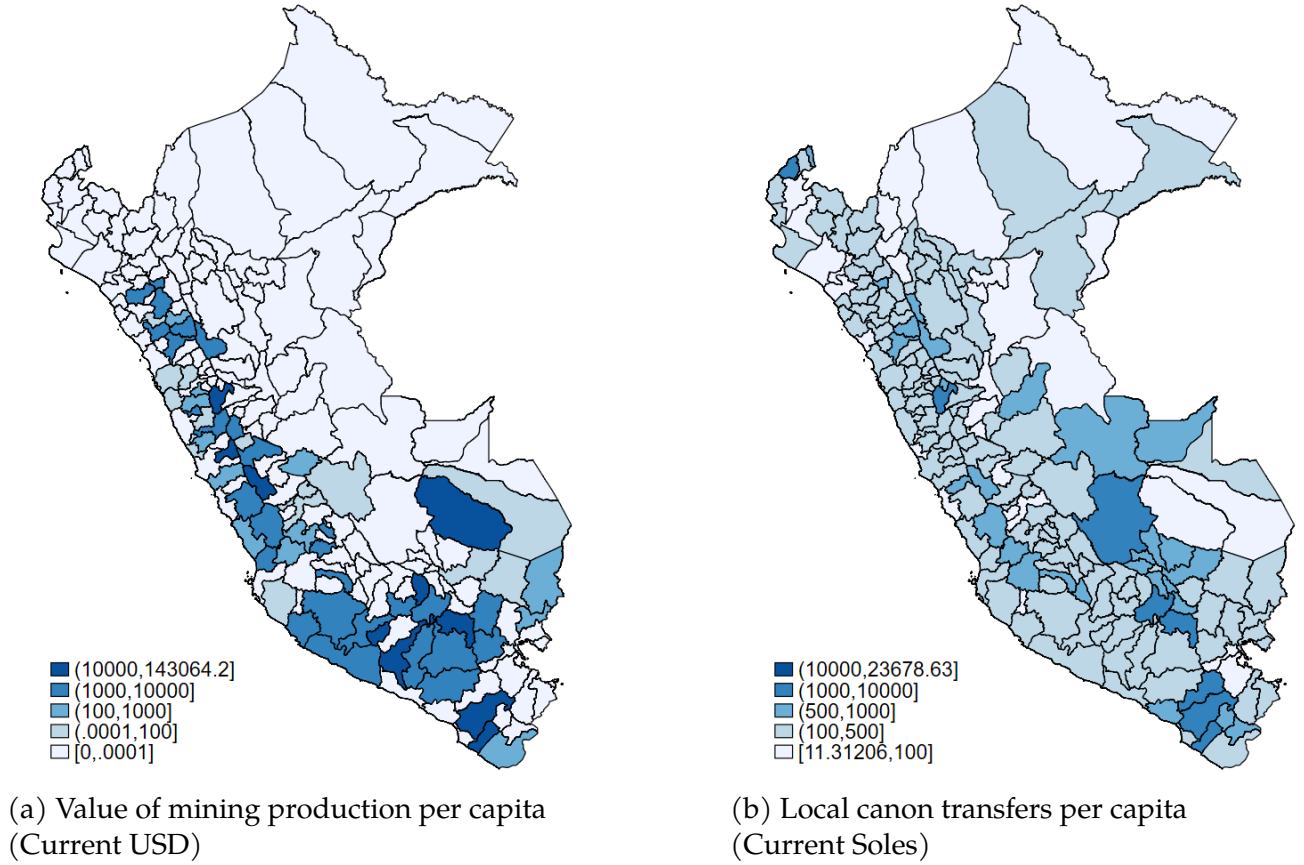 (10000,143064.2]
(1000,10000]
(100,1000]
(.0001,100]
[0,.0001]
(a) Value of mining production per capita
(Current USD)
(10000,23678.63]
(1000,10000]
(500,1000]
(100,500]
[11.31206,100]
(b) Local canon transfers per capita
(Current Soles)